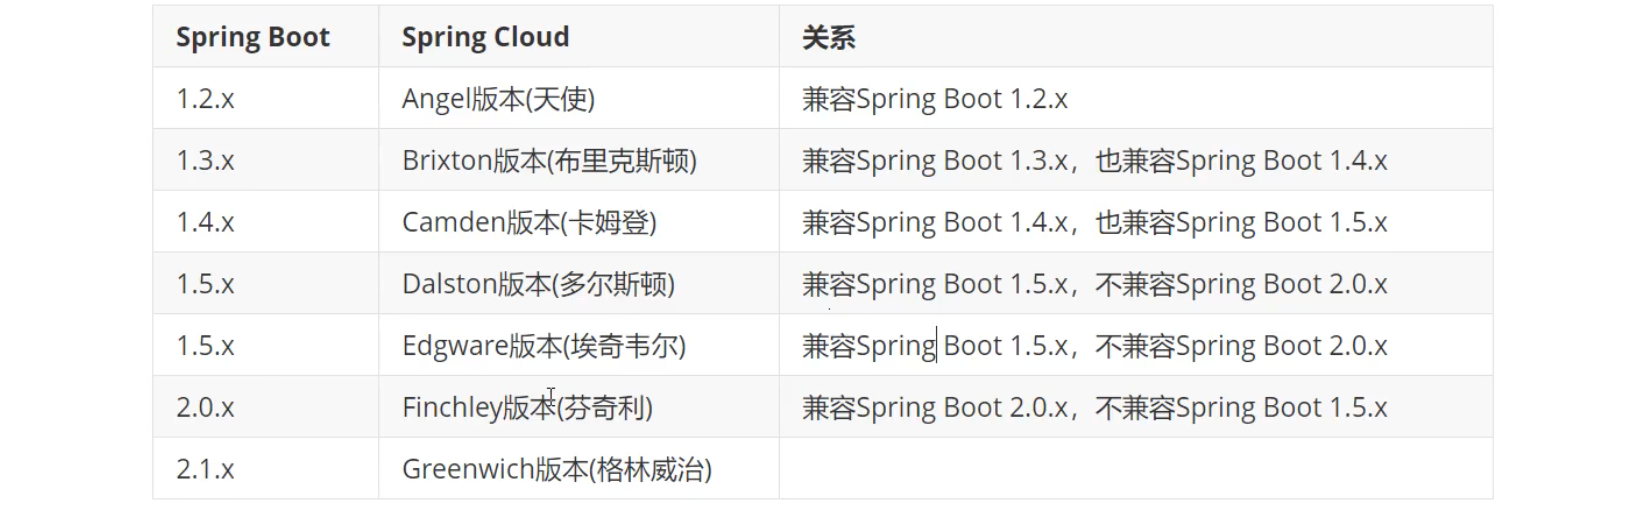 Spring Boot Spring Cloud 关系
1.2.x Angel版本(天使) 兼容Spring Boot 1.2.x
1.3.x Brixton版本(布里克斯顿) 兼容Spring Boot 1.3.x，也兼容Spring Boot 1.4.x
1.4.x Camden版本(卡姆登) 兼容Spring Boot 1.4.x，也兼容Spring Boot 1.5.x
1.5.x Dalston版本(多尔斯顿) 兼容Spring Boot 1.5.x，不兼容Spring Boot 2.0.x
1.5.x Edgware版本(埃奇韦尔) 兼容Spring Boot 1.5.x，不兼容Spring Boot 2.0.x
2.0.x Finchley版本(芬奇利) 兼容Spring Boot 2.0.x，不兼容Spring Boot 1.5.x
2.1.x Greenwich版本(格林威治)